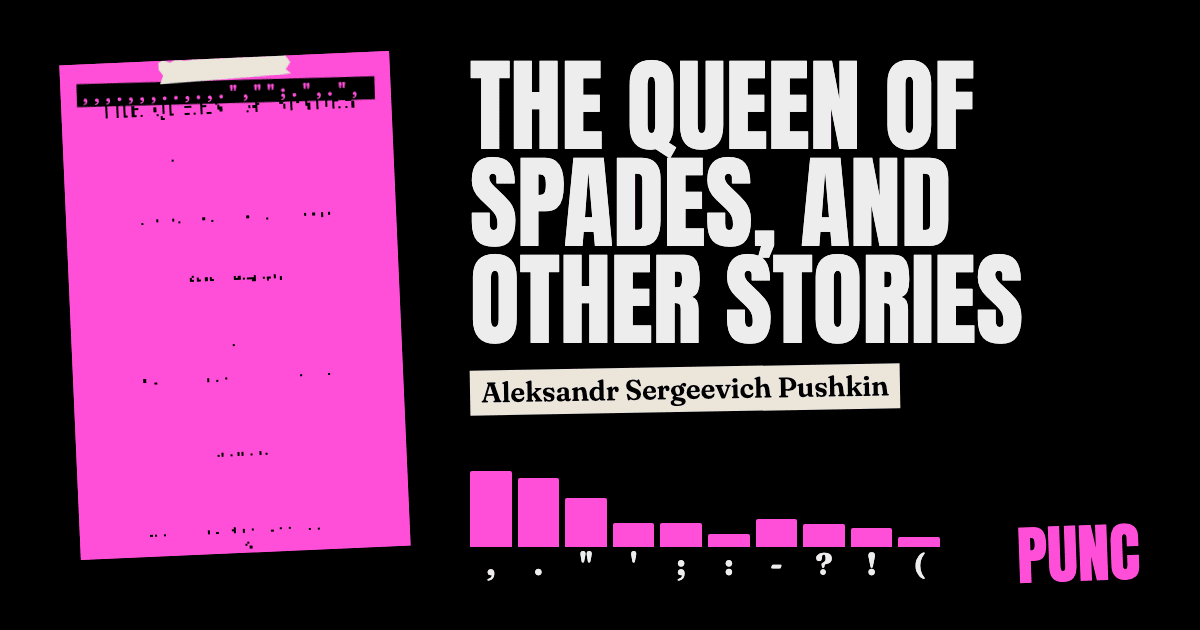 ,,,.,,,.,.,.","";.",.",
THE QUEEN OF
SPADES, AND
OTHER STORIES
Aleksandr Sergeevich Pushkin
, . " ' ; : - ? ! (
PUNC